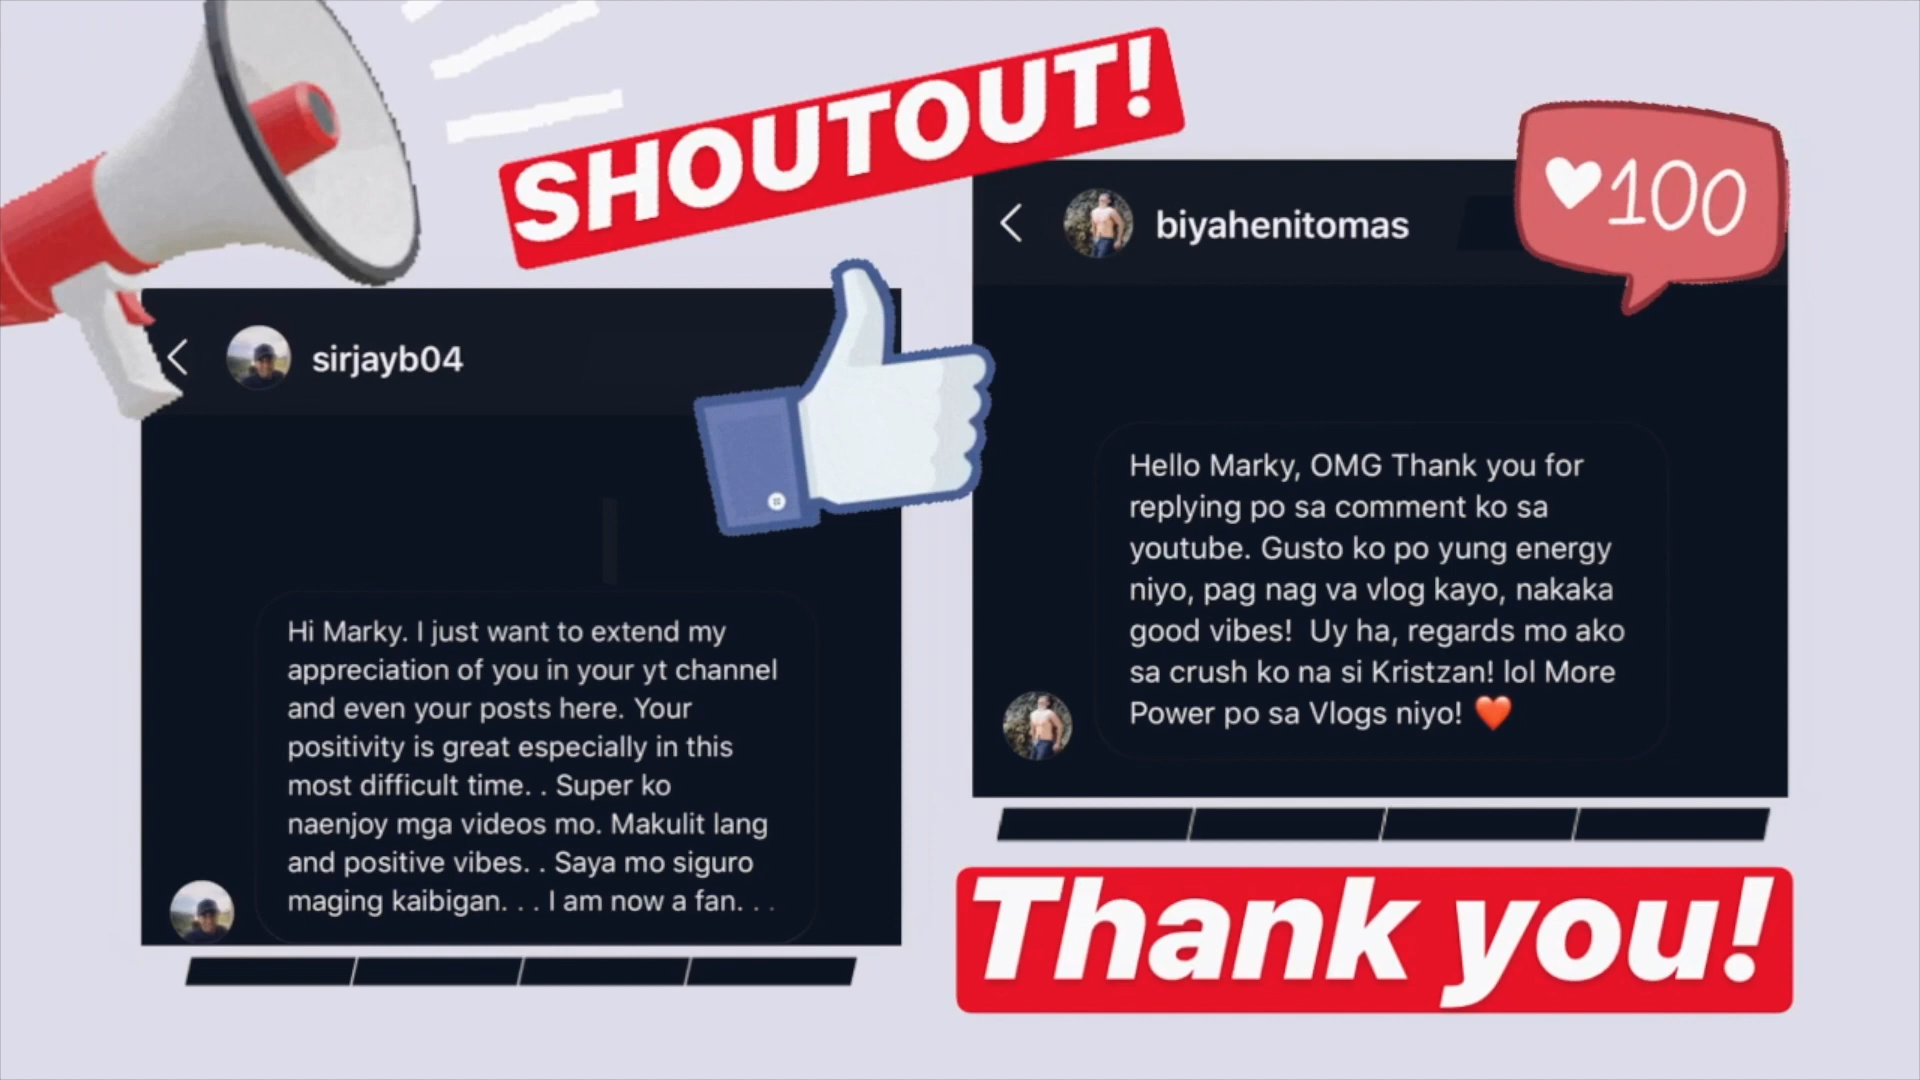 SHOUTOUT!
sirjayb04
Hi Marky. I just want to extend my
appreciation of you in your yt channel
and even your posts here. Your
positivity is great especially in this
most difficult time. . Super ko
naenjoy mga videos mo. Makulit lang
and positive vibes. . Saya mo siguro
maging kaibigan. . . I am now a fan. . .
biyahenitomas
100
Hello Marky, OMG Thank you for
replying po sa comment ko sa
youtube. Gusto ko po yung energy
niyo, pag nag va vlog kayo, nakaka
good vibes!  Uy ha, regards mo ako
sa crush ko na si Kristzan! lol More
Power po sa Vlogs niyo! ❤️
Thank you!